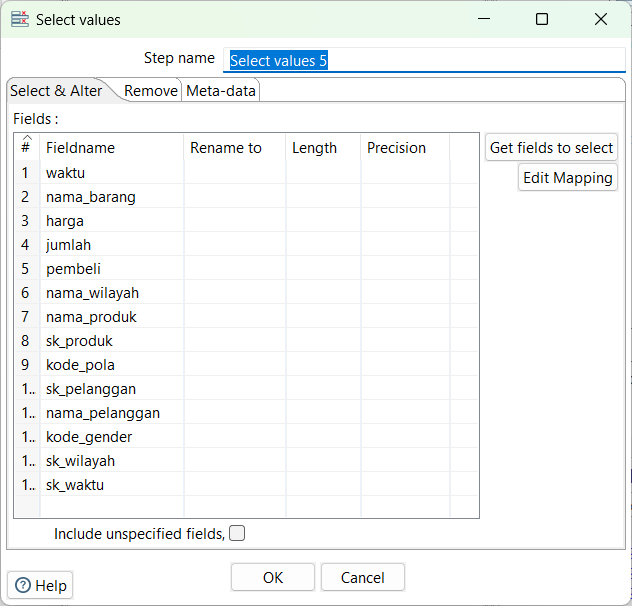 Select values
Step name Select values 5
Select & Alter Remove Meta-data
Fields :
# Fieldname Rename to Length Precision
Get fields to select
1 waktu
Edit Mapping
2 nama_barang
3 harga
4 jumlah
5 pembeli
6 nama_wilayah
7 nama_produk
8 sk_produk
9 kode_pola
1.. sk_pelanggan
1.. nama_pelanggan
1.. kode_gender
1.. sk_wilayah
1.. sk_waktu
Include unspecified fields,
Help OK Cancel